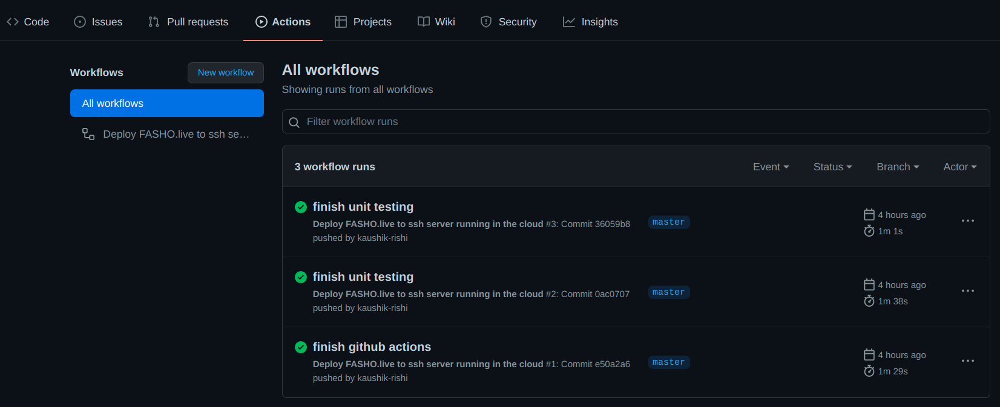 Code Issues Pull requests Actions Projects Wiki Security Insights
Workflows
New workflow
All workflows
Deploy FASHO.live to ssh se...
All workflows
Showing runs from all workflows
Filter workflow runs
3 workflow runs Event Status Branch Actor
finish unit testing
Deploy FASHO.live to ssh server running in the cloud #3: Commit 36059b8
pushed by kaushik-rishi
master
4 hours ago
1m 1s
finish unit testing
Deploy FASHO.live to ssh server running in the cloud #2: Commit 0ac0707
pushed by kaushik-rishi
master
4 hours ago
1m 38s
finish github actions
Deploy FASHO.live to ssh server running in the cloud #1: Commit e50a2a6
pushed by kaushik-rishi
master
4 hours ago
1m 29s